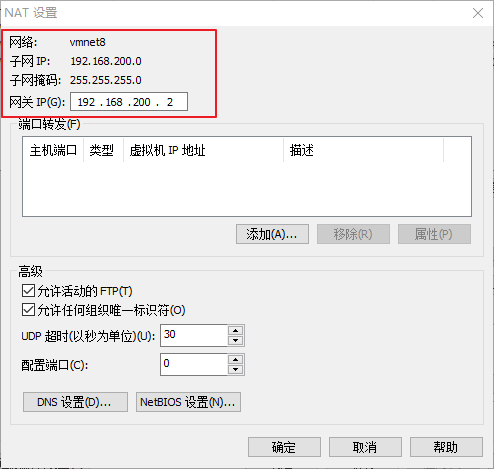 NAT 设置
网络: vmnet8
子网 IP: 192.168.200.0
子网掩码: 255.255.255.0
网关 IP(G): 192 . 168 . 200 . 2
端口转发(F)
主机端口 类型 虚拟机 IP 地址 描述
添加(A)... 移除(R) 属性(P)
高级
允许活动的 FTP(T)
允许任何组织唯一标识符(O)
UDP 超时(以秒为单位)(U): 30
配置端口(C): 0
DNS 设置(D)... NetBIOS 设置(N)...
确定 取消 帮助